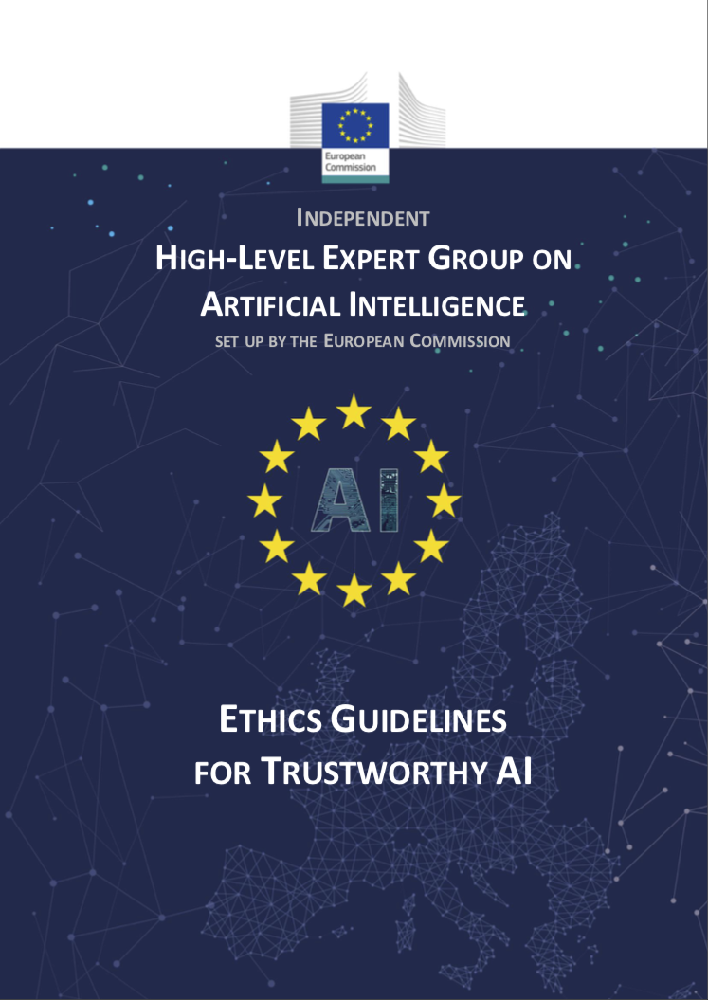 European
Commission
INDEPENDENT
HIGH-LEVEL EXPERT GROUP ON
ARTIFICIAL INTELLIGENCE
SET UP BY THE EUROPEAN COMMISSION
AI
ETHICS GUIDELINES
FOR TRUSTWORTHY AI